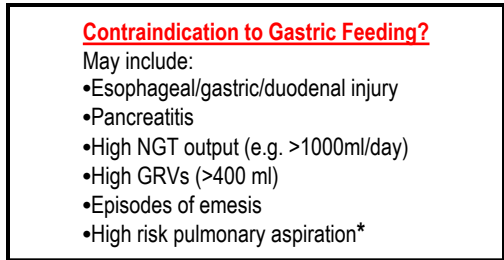 Contraindication to Gastric Feeding?
May include:
•Esophageal/gastric/duodenal injury
•Pancreatitis
•High NGT output (e.g. >1000ml/day)
•High GRVs (>400 ml)
•Episodes of emesis
•High risk pulmonary aspiration*